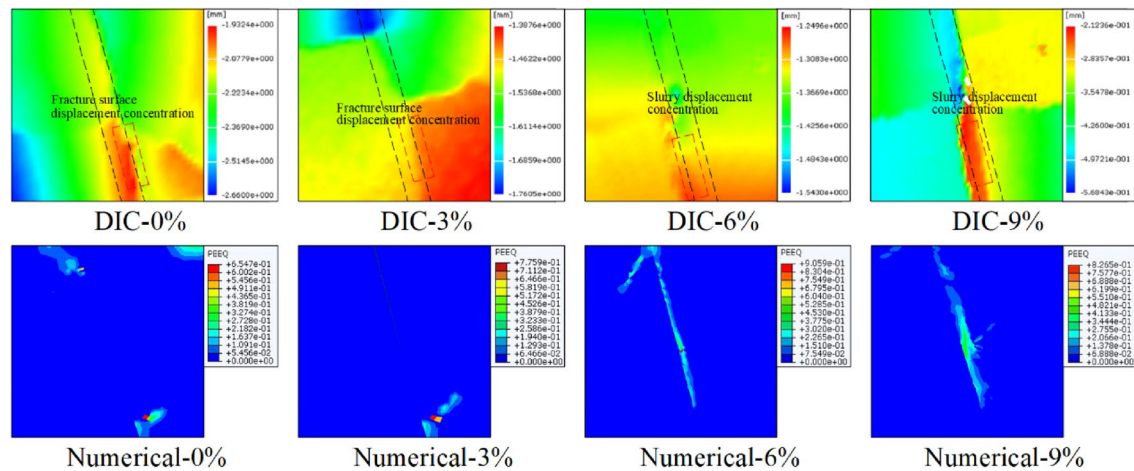 [mm]
-1.9324e+000
-2.0779e+000
-2.2234e+000
-2.3690e+000
-2.5145e+000
-2.6600e+000
Fracture surface
displacement concentration
DIC-0%
[mm]
-1.3876e+000
-1.4622e+000
-1.5368e+000
-1.6114e+000
-1.6859e+000
-1.7605e+000
Fracture surface
displacement concentration
DIC-3%
[mm]
-1.2496e+000
-1.3083e+000
-1.3669e+000
-1.4256e+000
-1.4843e+000
-1.5430e+000
Slurry displacement
concentration
DIC-6%
[mm]
-2.1236e-001
-2.8357e-001
-3.5478e-001
-4.2600e-001
-4.9721e-001
-5.6843e-001
Slurry displacement
concentration
DIC-9%
PEEQ
+6.547e-01
+6.002e-01
+5.456e-01
+4.911e-01
+4.365e-01
+3.819e-01
+3.274e-01
+2.728e-01
+2.182e-01
+1.637e-01
+1.091e-01
+5.456e-02
+0.000e+00
Numerical-0%
PEEQ
+7.759e-01
+7.112e-01
+6.466e-01
+5.819e-01
+5.172e-01
+4.526e-01
+3.879e-01
+3.233e-01
+2.586e-01
+1.940e-01
+1.293e-01
+6.466e-02
+0.000e+00
Numerical-3%
PEEQ
+9.059e-01
+8.304e-01
+7.549e-01
+6.795e-01
+6.040e-01
+5.285e-01
+4.530e-01
+3.775e-01
+3.020e-01
+2.265e-01
+1.510e-01
+7.549e-02
+0.000e+00
Numerical-6%
PEEQ
+8.265e-01
+7.577e-01
+6.888e-01
+6.199e-01
+5.510e-01
+4.821e-01
+4.133e-01
+3.444e-01
+2.755e-01
+2.066e-01
+1.378e-01
+6.888e-02
+0.000e+00
Numerical-9%